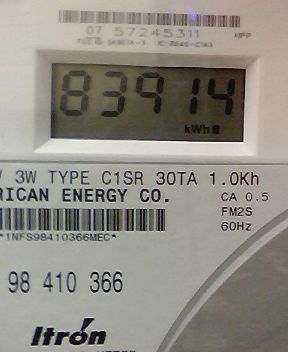 07 57245311
83914
kWh
3W TYPE C1SR 30TA 1.0Kh
RICAN ENERGY CO.
CA 0.5
FM2S
60Hz
*1NFS98410366MEC*
98 410 366
Itrón